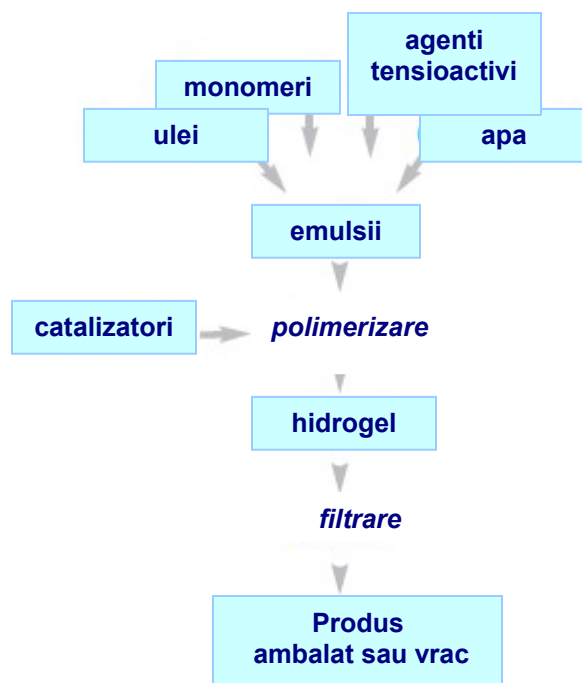 agenti
tensioactivi
monomeri
ulei
apa
emulsii
catalizatori
polimerizare
hidrogel
filtrare
Produs
ambalat sau vrac